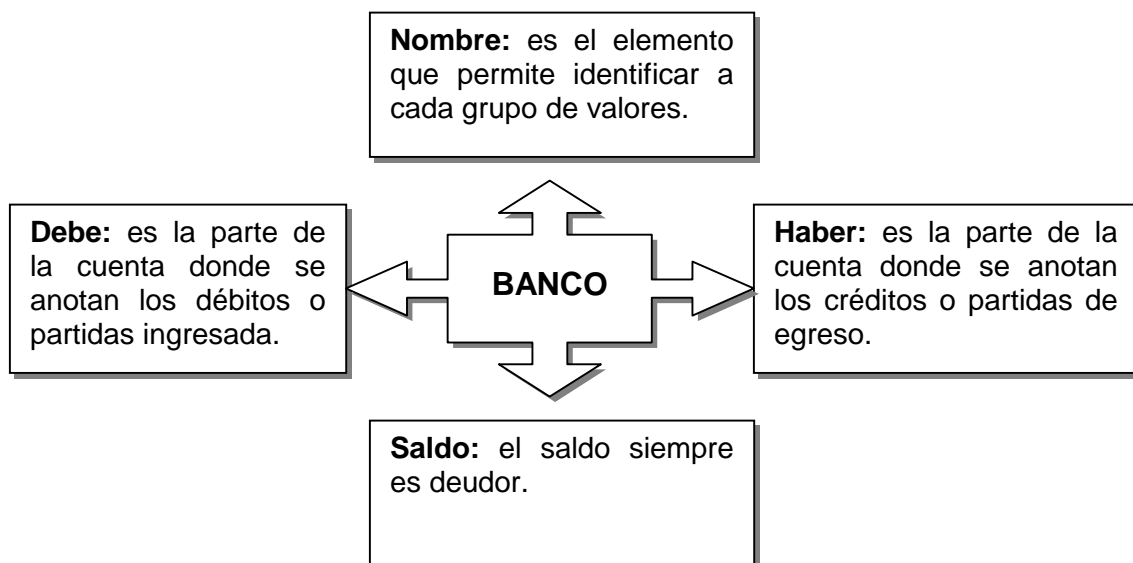 Nombre: es el elemento
que permite identificar a
cada grupo de valores.
Debe: es la parte de
la cuenta donde se
anotan los débitos o
partidas ingresada.
BANCO
Haber: es la parte de la
cuenta donde se anotan
los créditos o partidas de
egreso.
Saldo: el saldo siempre
es deudor.